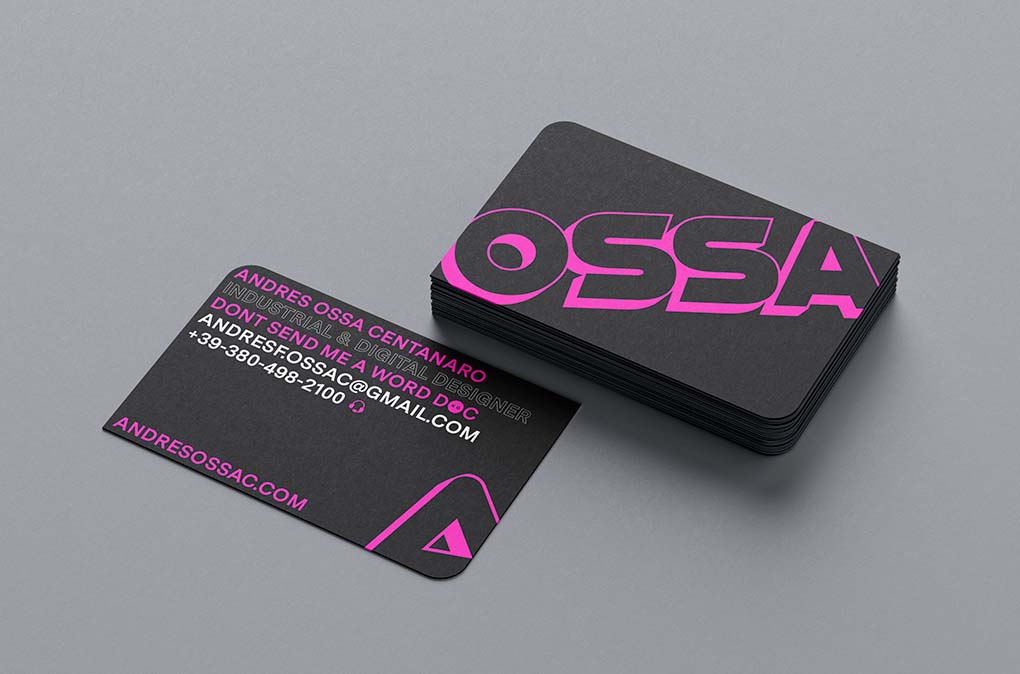 OSSA
ANDRES OSSA CENTANARO
INDUSTRIAL & DIGITAL DESIGNER
DONT SEND ME A WORD DOC
ANDRESF.OSSAC@GMAIL.COM
+39-380-498-2100
ANDRESOSSAC.COM
A